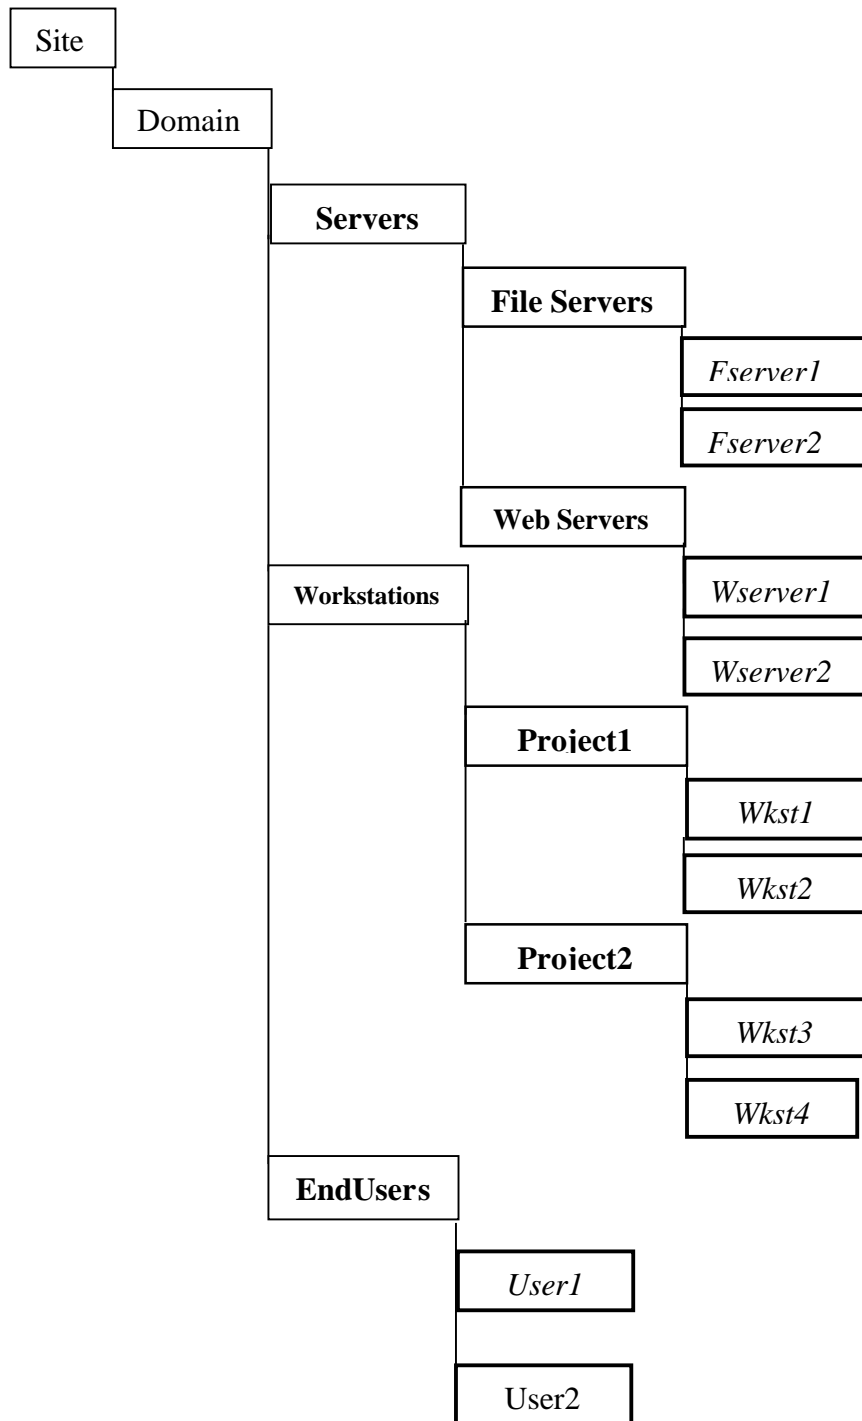 Site
Domain
Servers
File Servers
Fserver1
Fserver2
Web Servers
Wserver1
Workstations
Wserver2
Project1
Wkst1
Wkst2
Project2
Wkst3
Wkst4
EndUsers
User1
User2